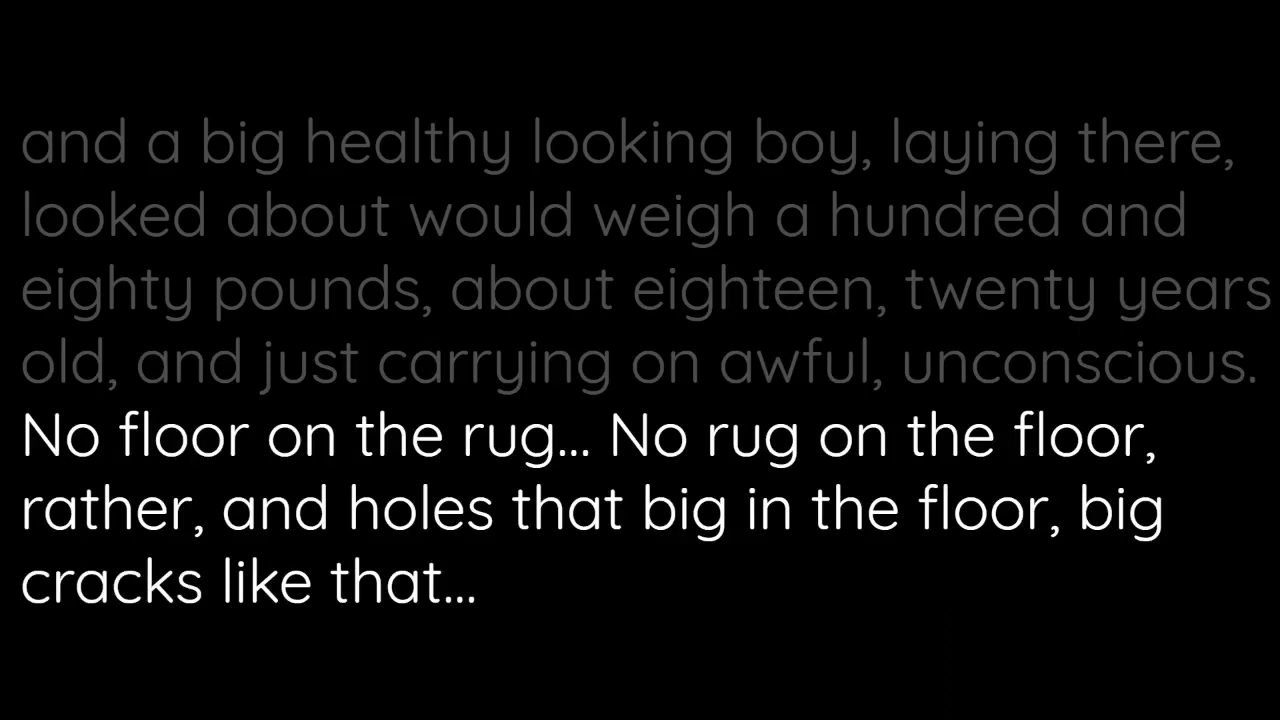 and a big healthy looking boy, laying there,
looked about would weigh a hundred and
eighty pounds, about eighteen, twenty years
old, and just carrying on awful, unconscious.
No floor on the rug... No rug on the floor,
rather, and holes that big in the floor, big
cracks like that...